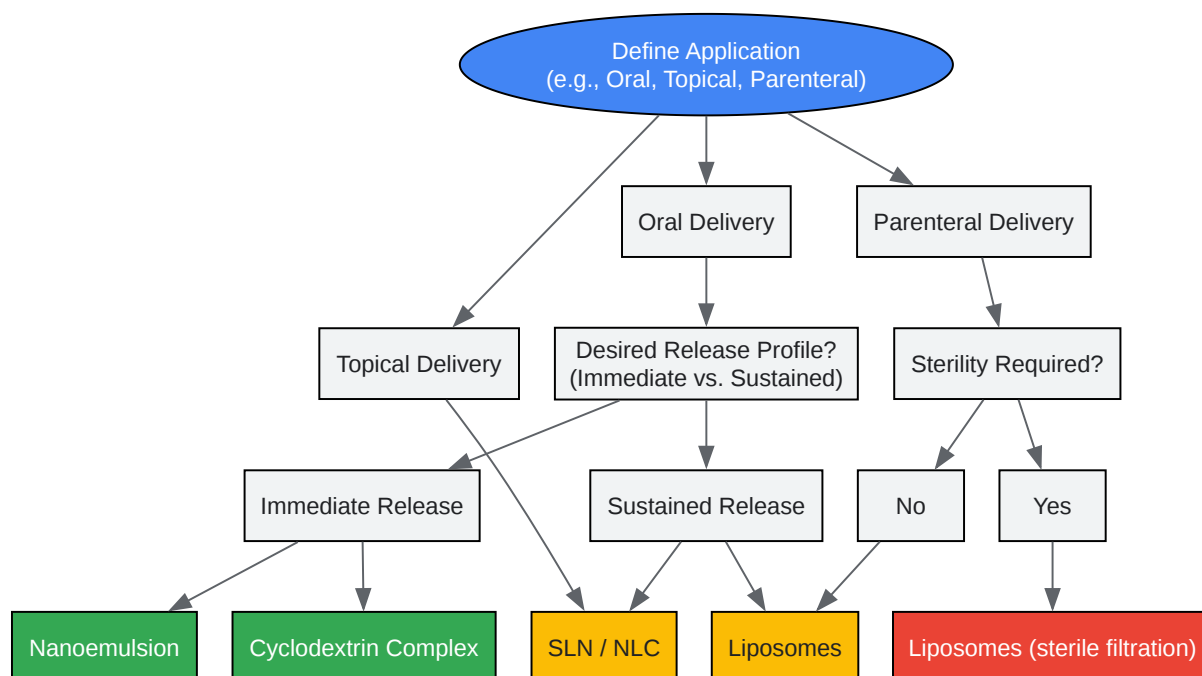 Define Application
(e.g., Oral, Topical, Parenteral)
Oral Delivery
Parenteral Delivery
Topical Delivery
Desired Release Profile?
(Immediate vs. Sustained)
Sterility Required?
Immediate Release
Sustained Release
No
Yes
Nanoemulsion
Cyclodextrin Complex
SLN / NLC
Liposomes
Liposomes (sterile filtration)